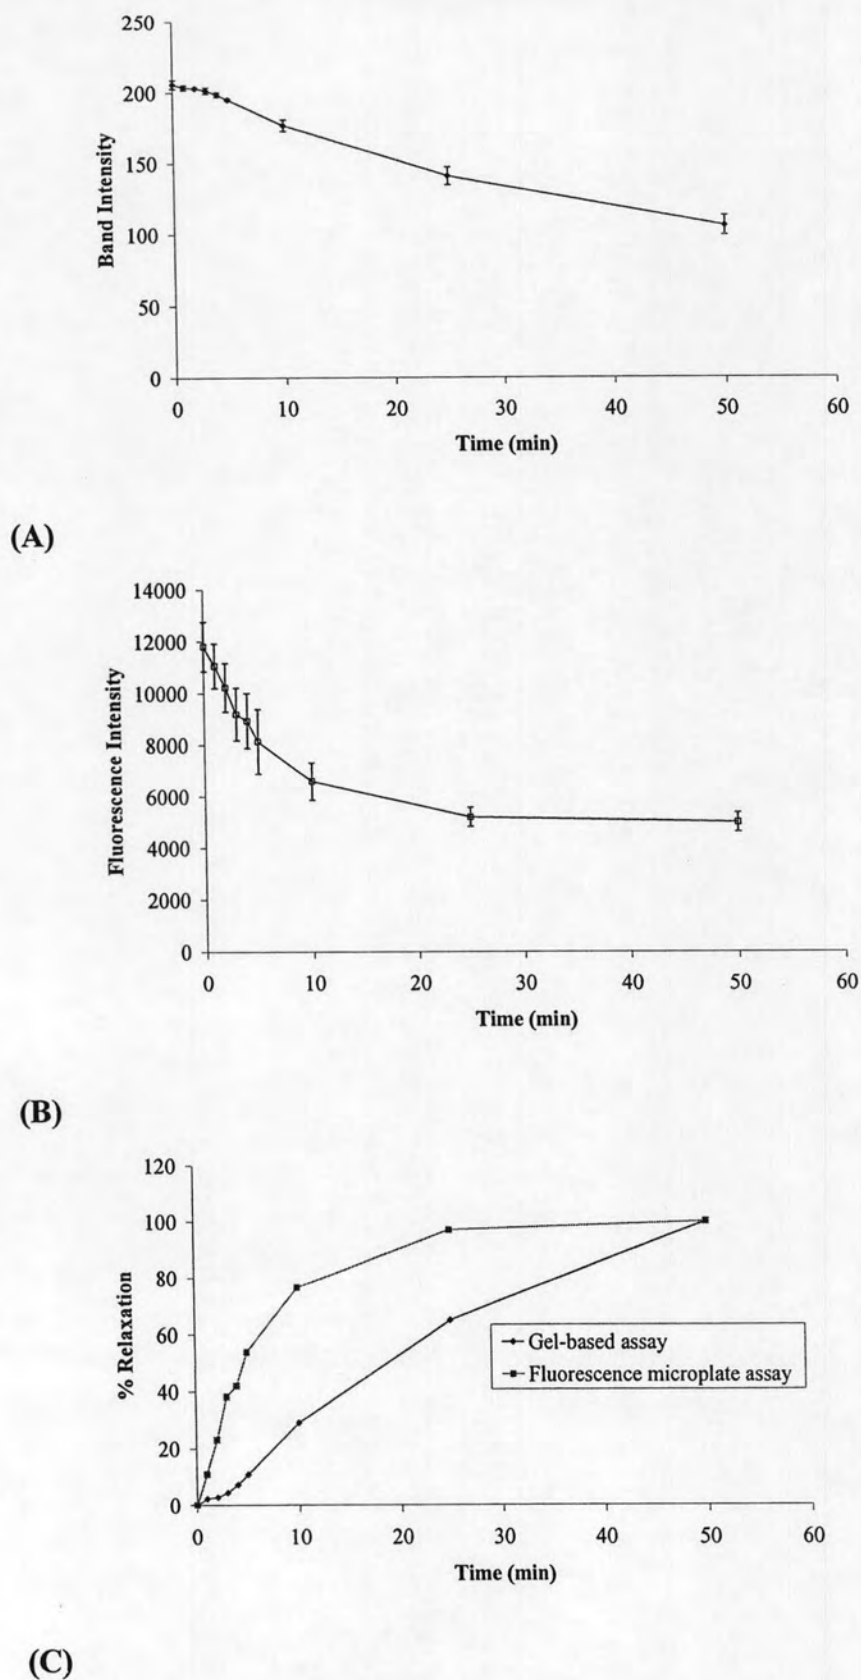 250
200
150
100
50
0
Band Intensity
0 10 20 30 40 50 60
Time (min)
(A)
14000
12000
10000
8000
6000
4000
2000
0
Fluorescence Intensity
0 10 20 30 40 50 60
Time (min)
(B)
120
100
80
60
40
20
0
% Relaxation
Gel-based assay
Fluorescence microplate assay
0 10 20 30 40 50 60
Time (min)
(C)